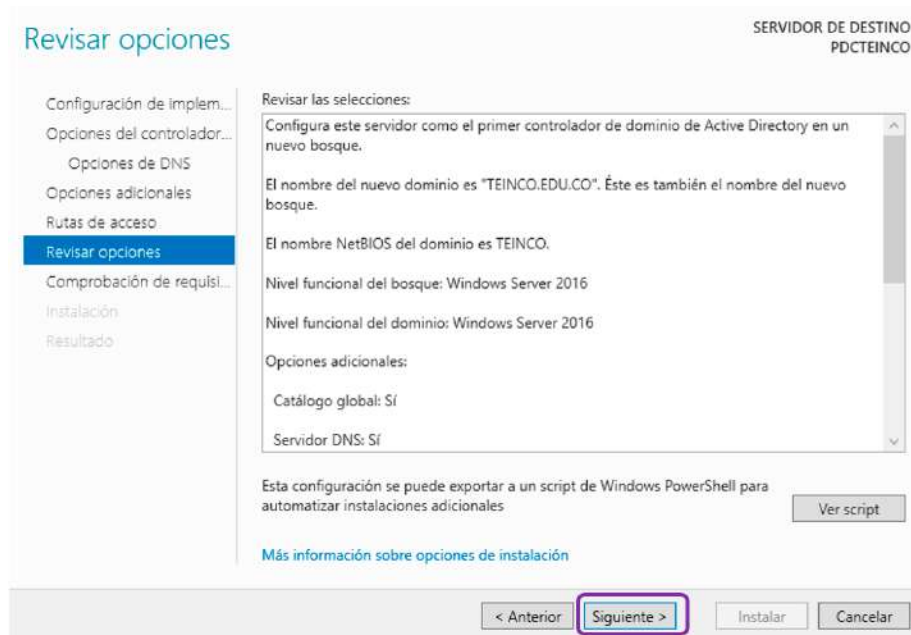 Revisar opciones
SERVIDOR DE DESTINO
PDCTEINCO
Configuración de implem...
Opciones del controlador...
Opciones de DNS
Opciones adicionales
Rutas de acceso
Revisar opciones
Comprobación de requisi...
Instalación
Resultado
Revisar las selecciones:
Configura este servidor como el primer controlador de dominio de Active Directory en un
nuevo bosque.
El nombre del nuevo dominio es "TEINCO.EDU.CO". Éste es también el nombre del nuevo
bosque.
El nombre NetBIOS del dominio es TEINCO.
Nivel funcional del bosque: Windows Server 2016
Nivel funcional del dominio: Windows Server 2016
Opciones adicionales:
Catálogo global: Sí
Servidor DNS: Sí
Esta configuración se puede exportar a un script de Windows PowerShell para
automatizar instalaciones adicionales
Ver script
Más información sobre opciones de instalación
< Anterior
Siguiente >
Instalar
Cancelar